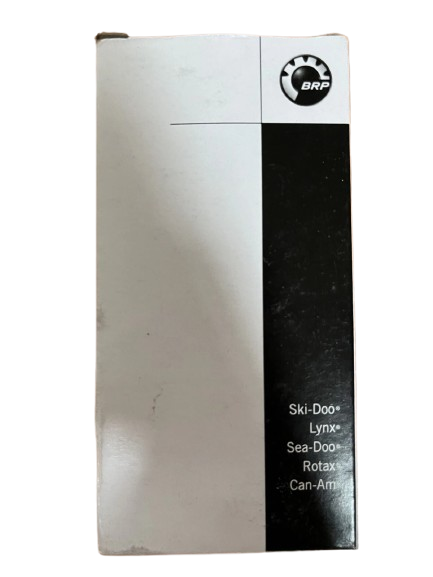 BRP
Ski-Doo®
Lynx®
Sea-Doo®
Rotax®
Can-Am®